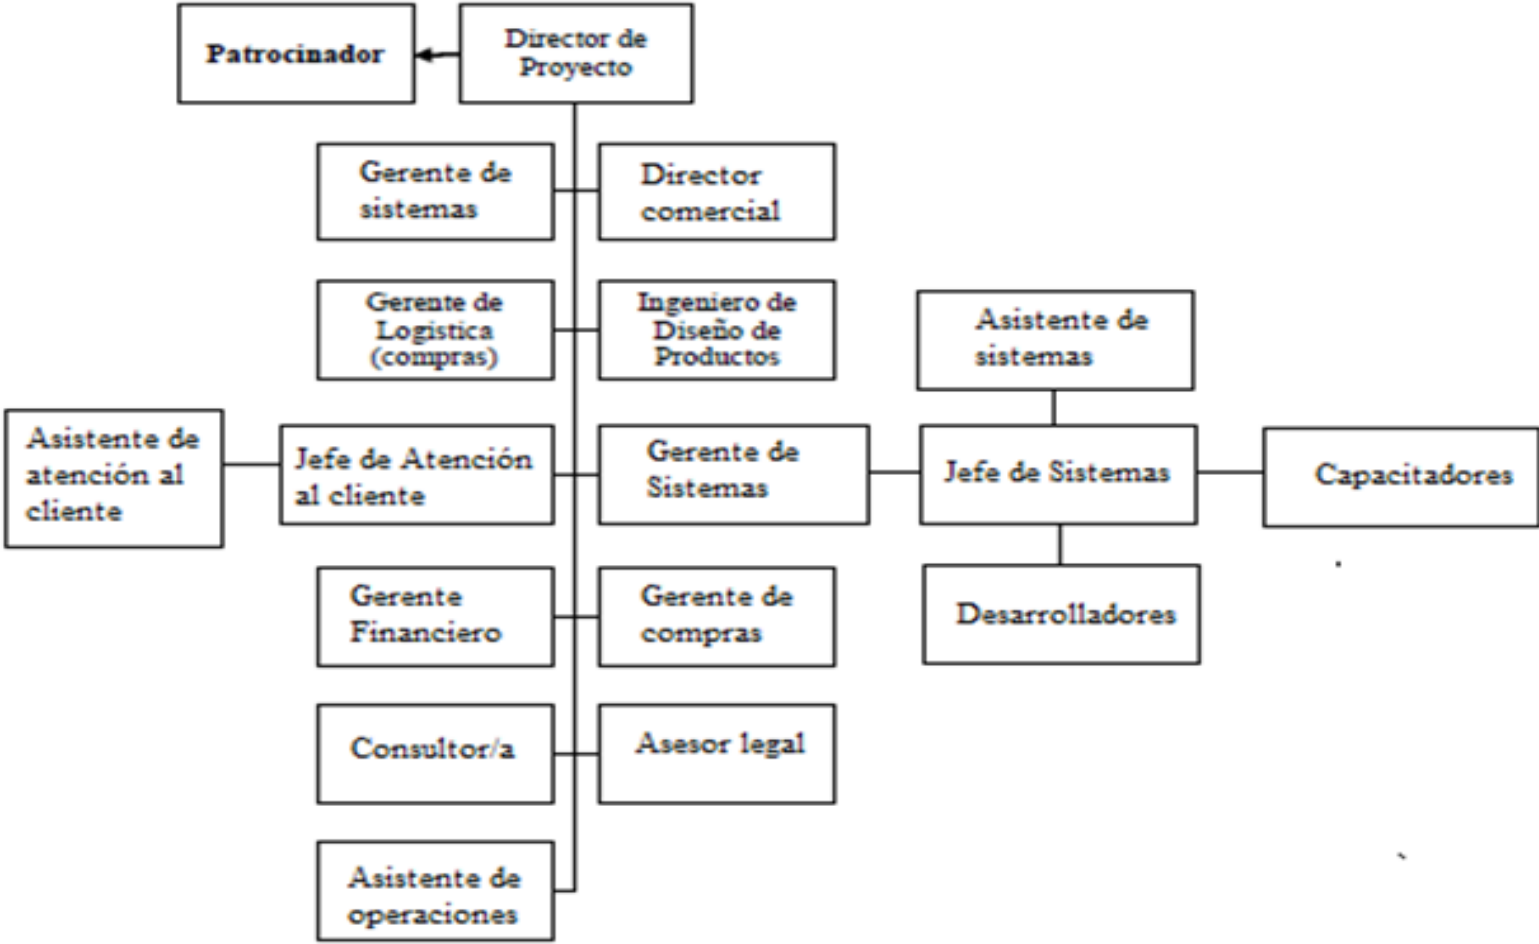 Patrocinador
Director de
Proyecto
Gerente de
sistemas
Director
comercial
Gerente de
Logistica
(compras)
Ingeniero de
Diseño de
Productos
Asistente de
sistemas
Asistente de
atención al
cliente
Jefe de Atención
al cliente
Gerente de
Sistemas
Jefe de Sistemas
Capacitadores
Gerente
Financiero
Gerente de
compras
Desarrolladores
Consultor/a
Asesor legal
Asistente de
operaciones